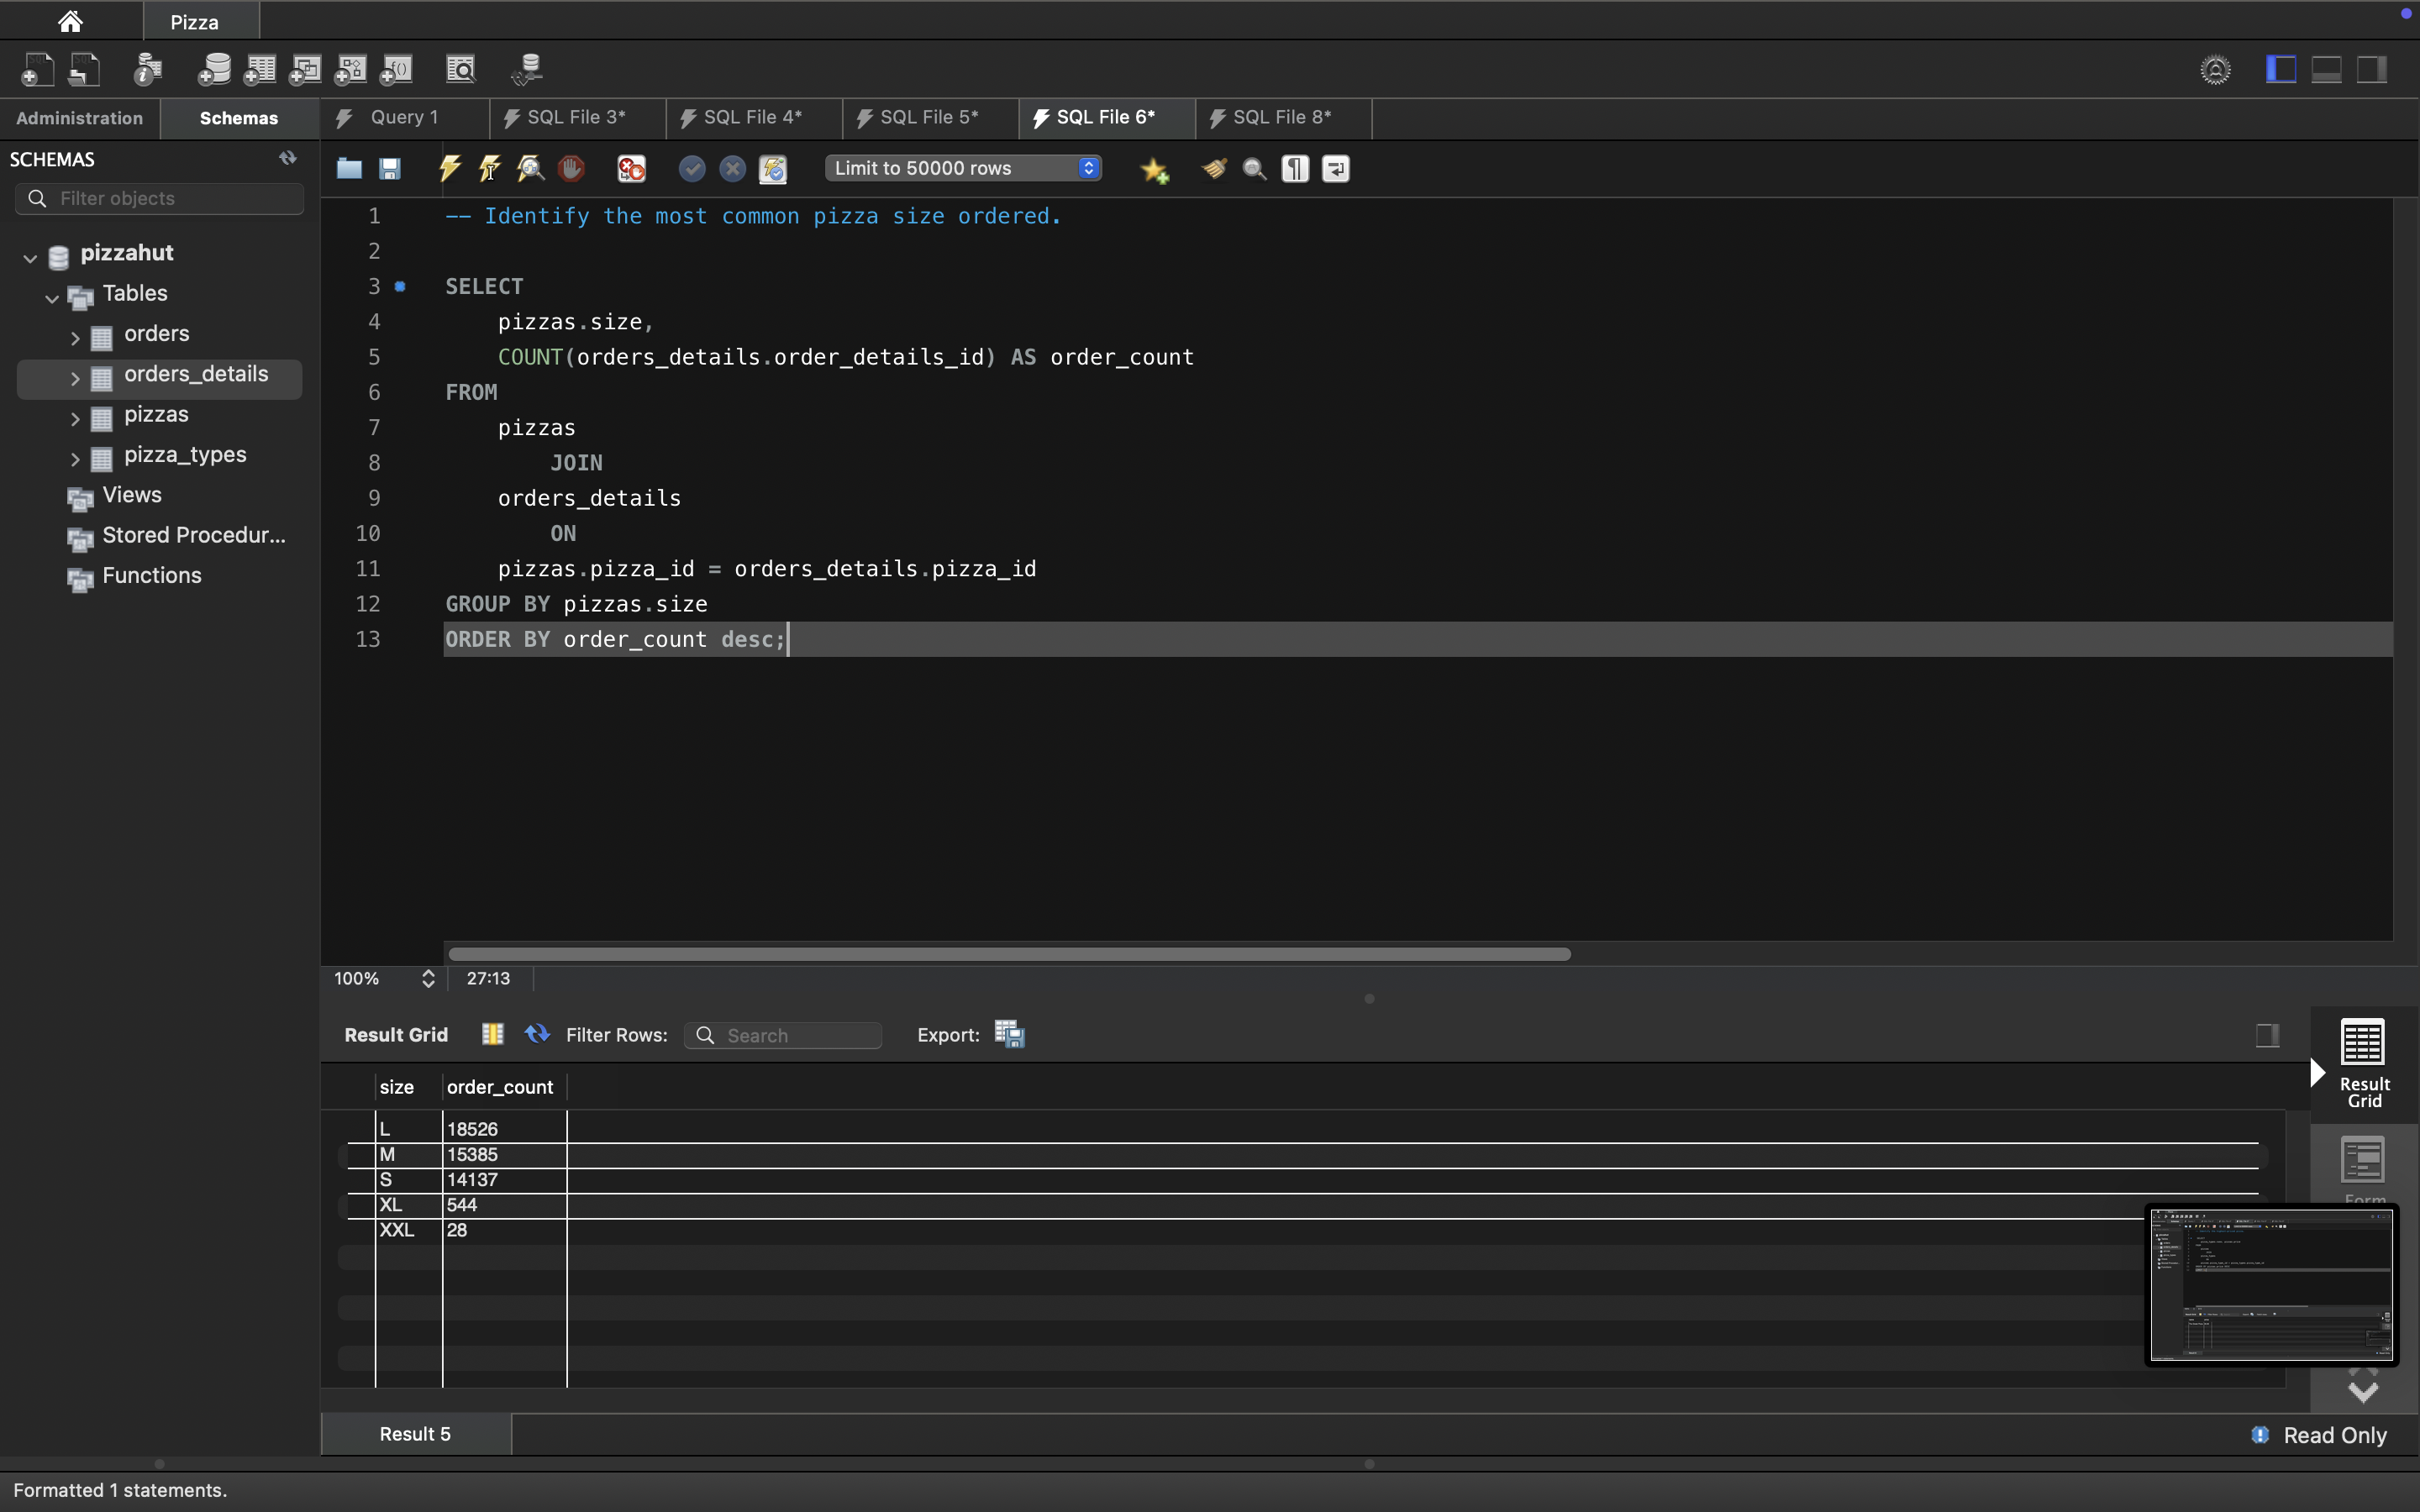 Pizza
Administration
Schemas
Query 1
SQL File 3*
SQL File 4*
SQL File 5*
SQL File 6*
SQL File 8*
SCHEMAS
Filter objects
Limit to 50000 rows
pizzahut
Tables
orders
orders_details
pizzas
pizza_types
Views
Stored Procedur...
Functions
1 -- Identify the most common pizza size ordered.
2
3 SELECT
4 pizzas.size,
5 COUNT(orders_details.order_details_id) AS order_count
6 FROM
7 pizzas
8 JOIN
9 orders_details
10 ON
11 pizzas.pizza_id = orders_details.pizza_id
12 GROUP BY pizzas.size
13 ORDER BY order_count desc;
100% 27:13
Result Grid Filter Rows: Search Export:
size order_count
L 18526
M 15385
S 14137
XL 544
XXL 28
Result
Grid
Form
Result 5
Read Only
Formatted 1 statements.